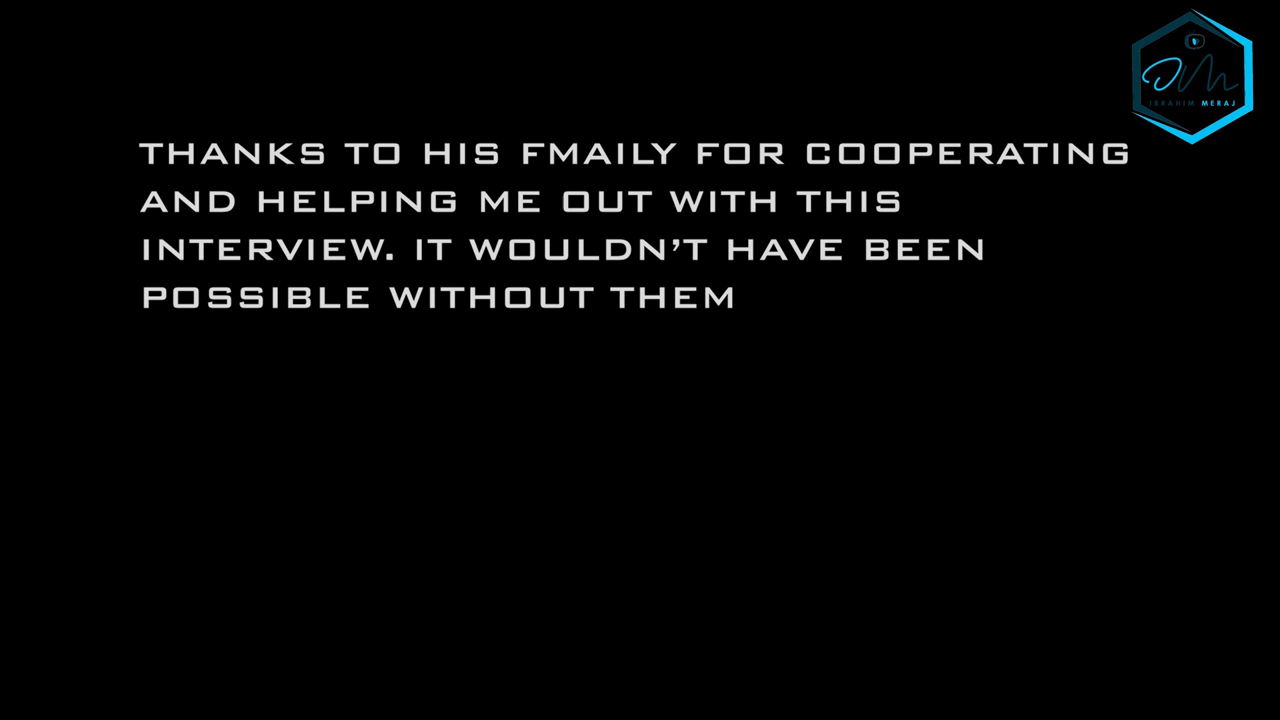 THANKS TO HIS FMAILY FOR COOPERATING
AND HELPING ME OUT WITH THIS
INTERVIEW. IT WOULDN'T HAVE BEEN
POSSIBLE WITHOUT THEM
IBRAHIM MERAJ